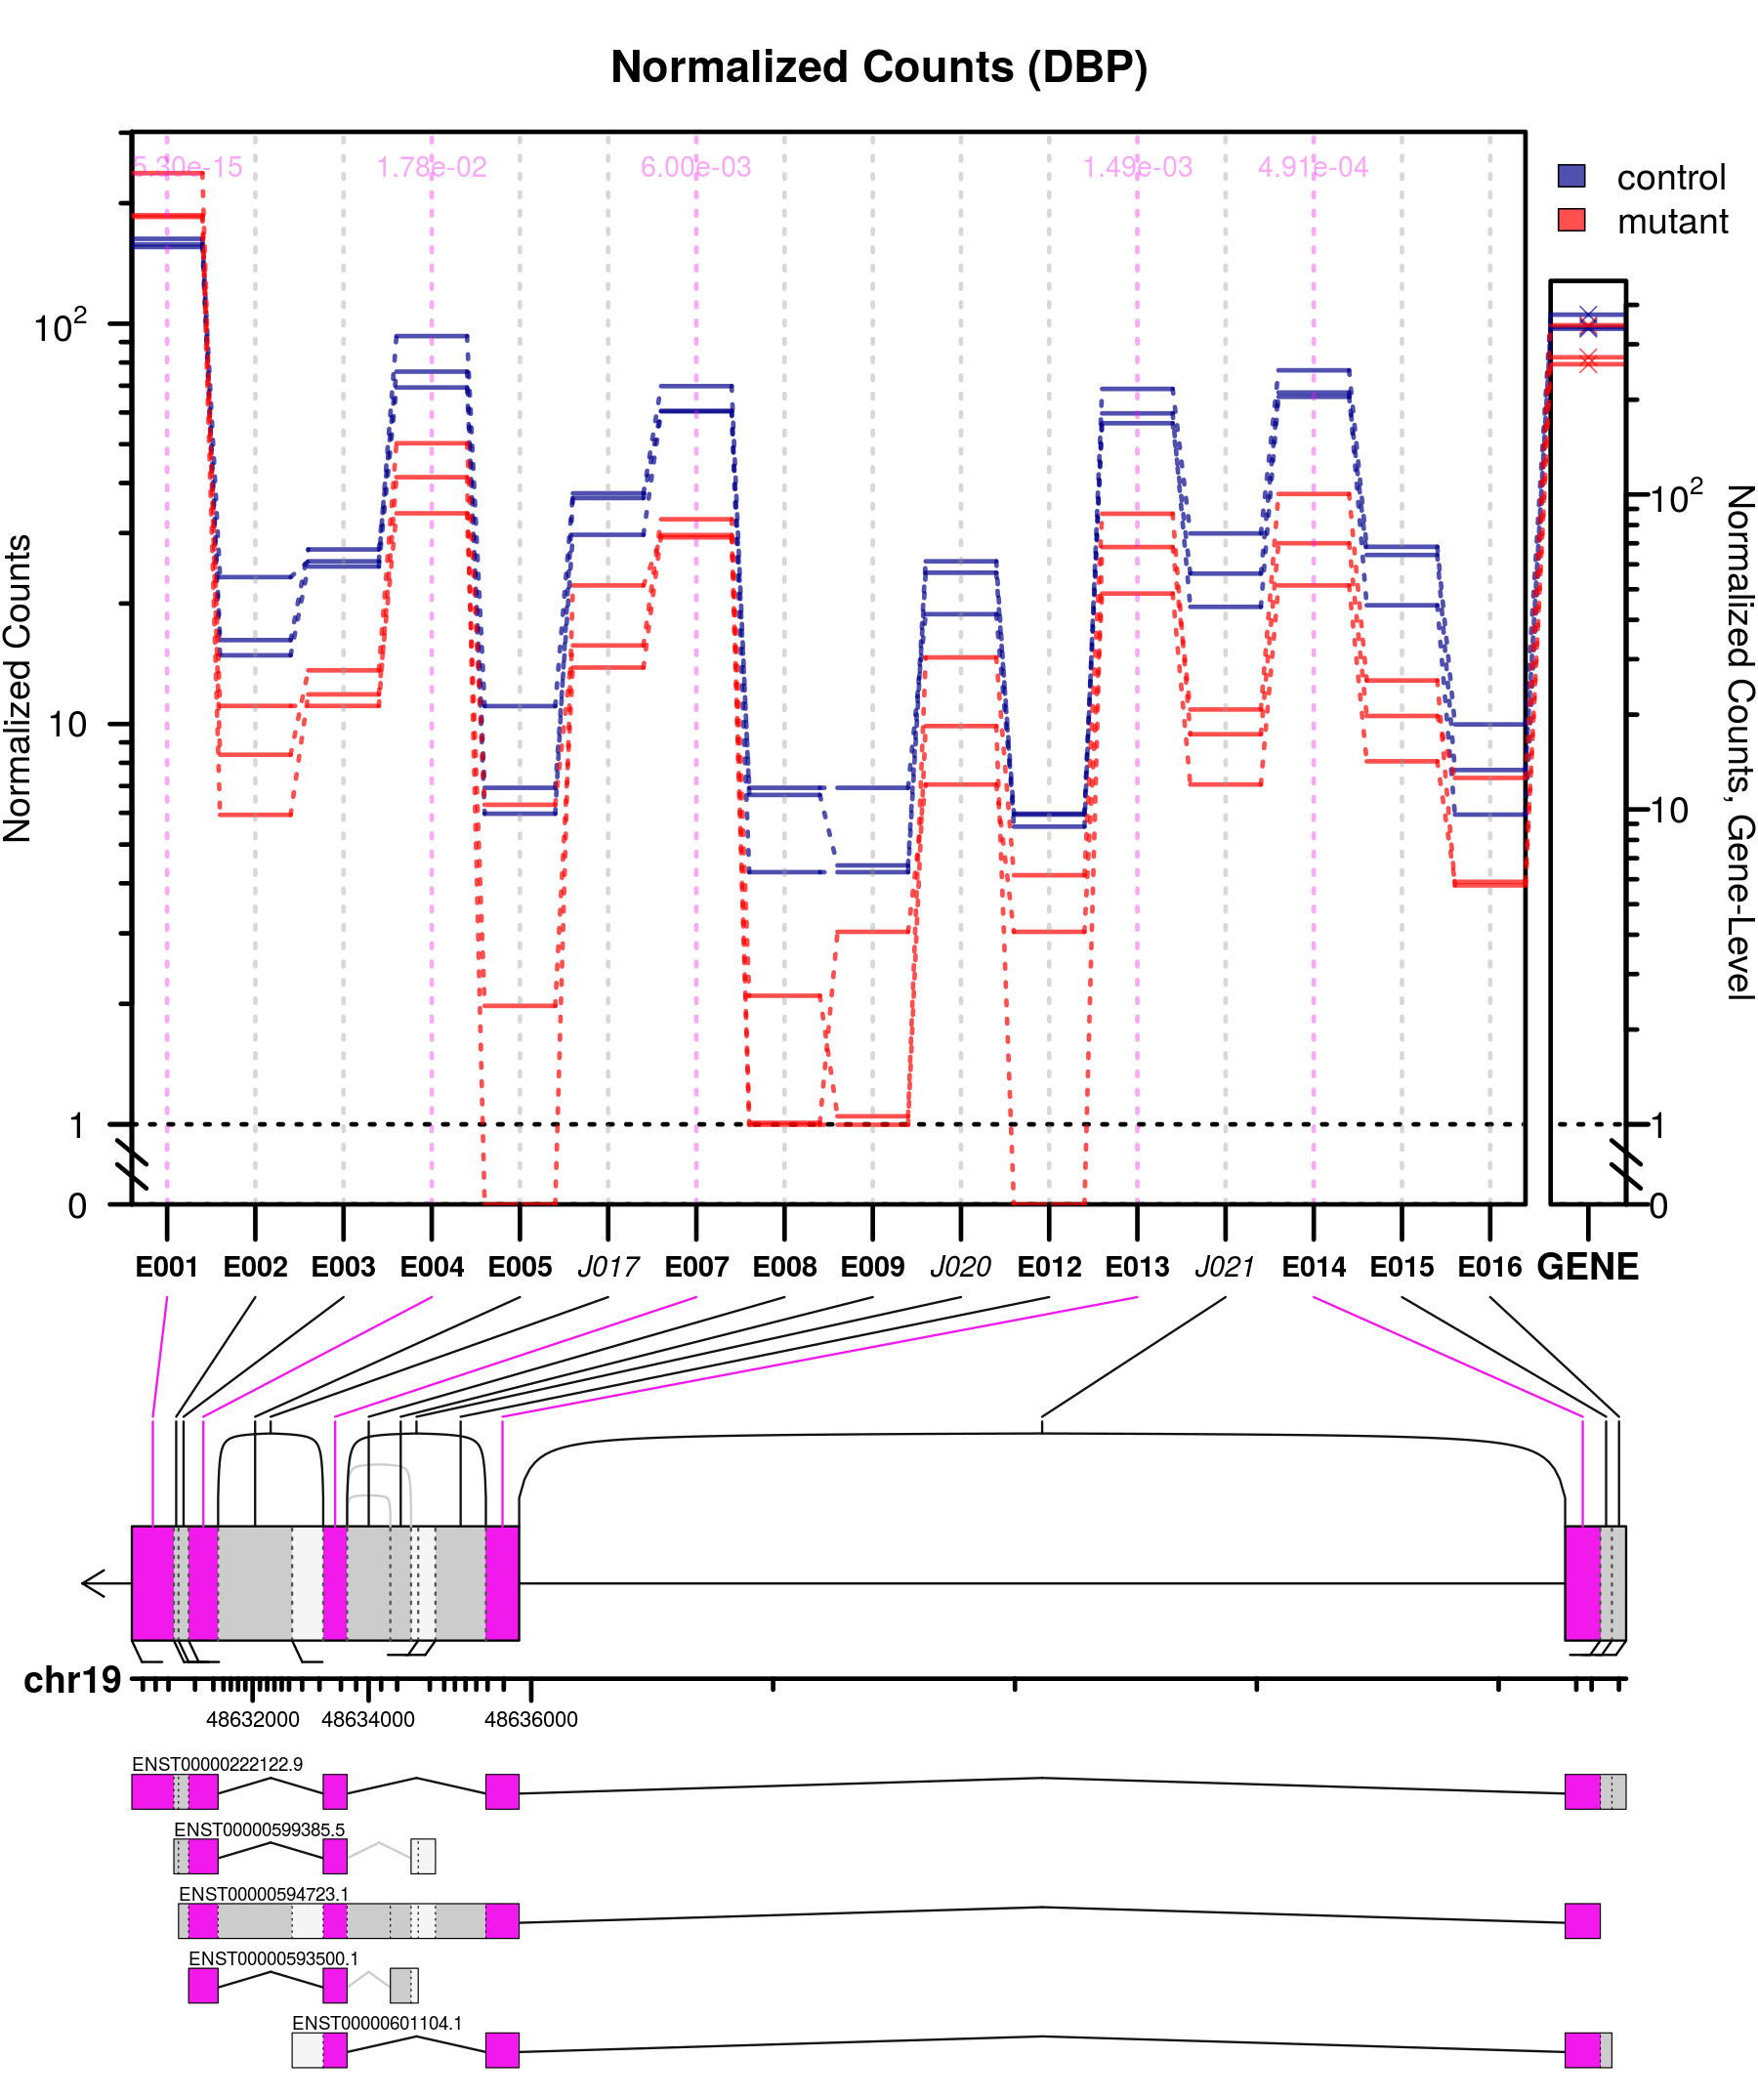 Normalized Counts (DBP)
5.30e-15 1.78e-02 6.00e-03 1.49e-03 4.91e-04
control
mutant
Normalized Counts
10²
10
1
0
Normalized Counts, Gene-Level
10²
10
1
0
E001 E002 E003 E004 E005 J017 E007 E008 E009 J020 E012 E013 J021 E014 E015 E016 GENE
chr19
48632000 48634000 48636000
ENST00000222122.9
ENST00000599385.5
ENST00000594723.1
ENST00000593500.1
ENST00000601104.1